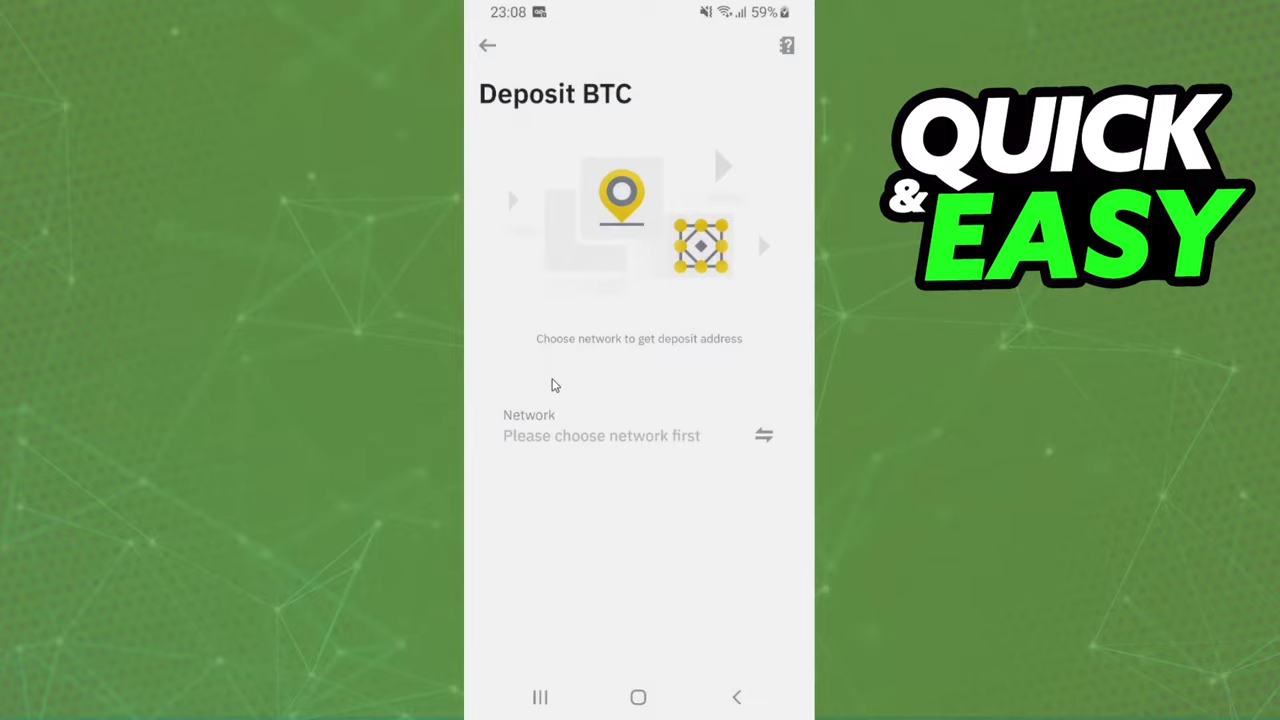 23:08
59%
Deposit BTC
Choose network to get deposit address
Network
Please choose network first
QUICK
& EASY